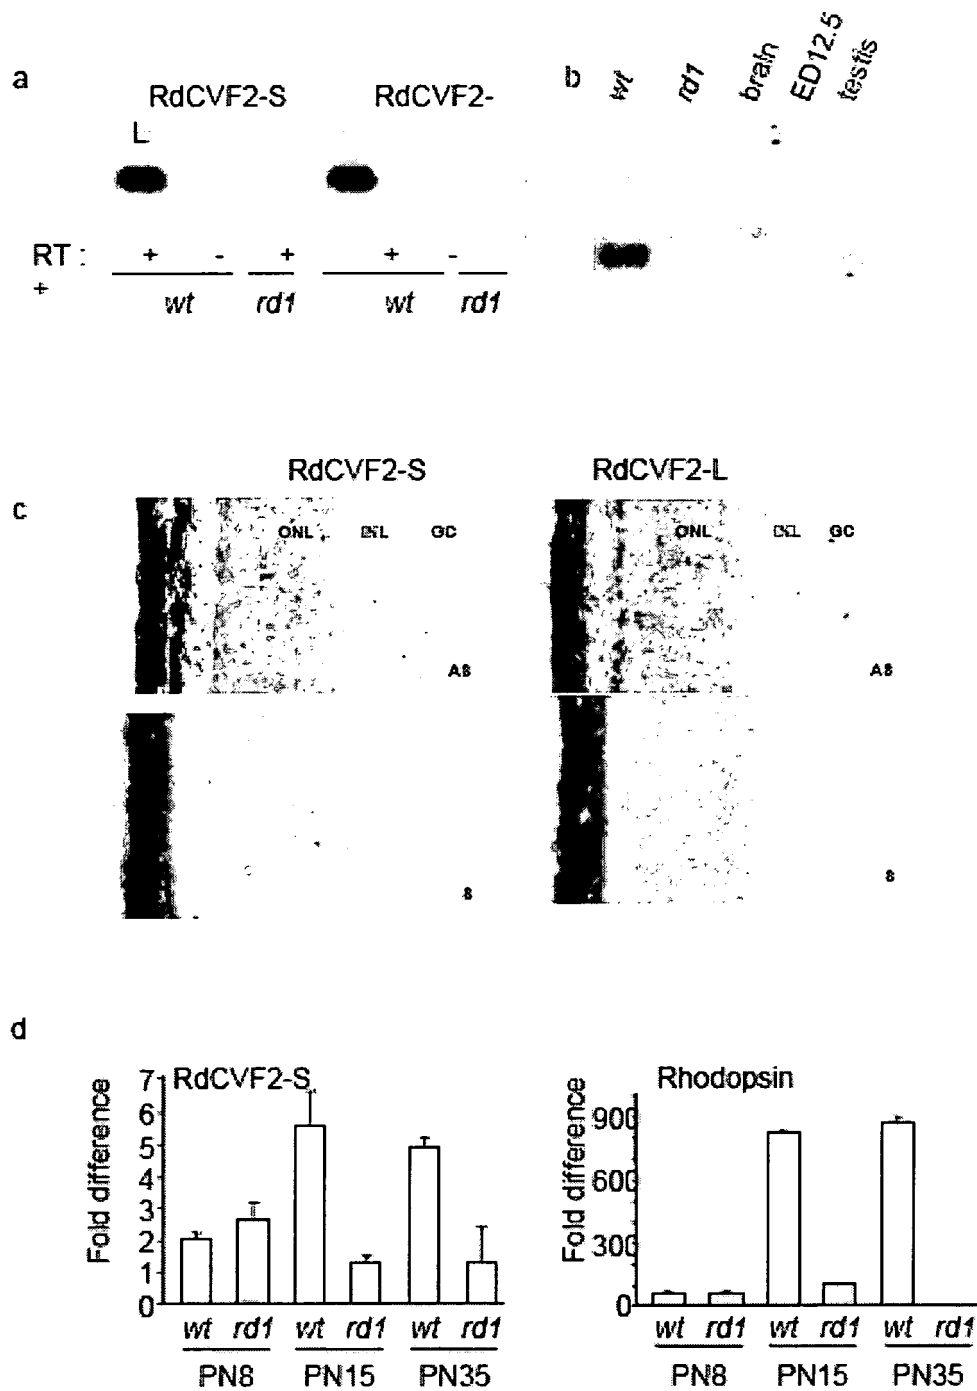 a
RdCVF2-S RdCVF2-
L
RT : + - + + -
+
wt rd1 wt rd1
b
wt rd1 brain ED12.5 testis
c
RdCVF2-S RdCVF2-L
ONL INL GC ONL INL GC
AS AS
S S
d
RdCVF2-S
Fold difference
7
6
5
4
3
2
1
0
wt rd1 wt rd1 wt rd1
PN8 PN15 PN35
Rhodopsin
Fold difference
900
600
300
0
wt rd1 wt rd1 wt rd1
PN8 PN15 PN35